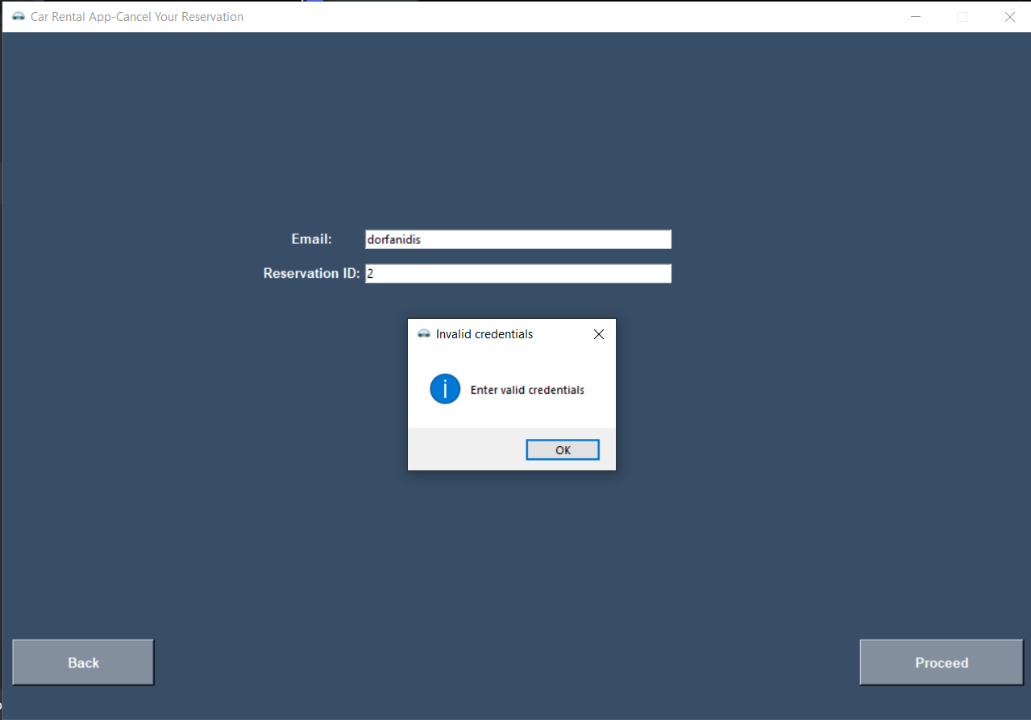 Car Rental App-Cancel Your Reservation
Email: dorfanidis
Reservation ID: 2
Invalid credentials
Enter valid credentials
OK
Back Proceed